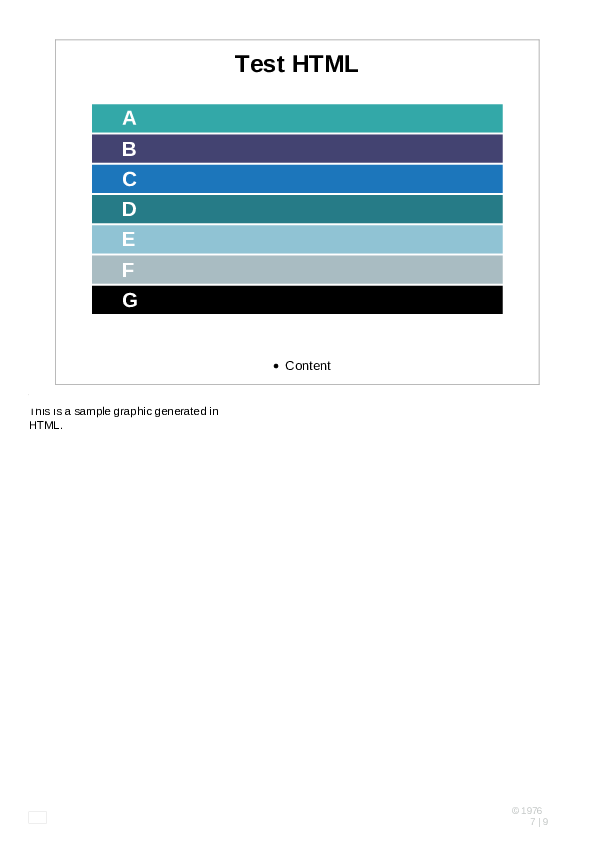 Test HTML
A
B
C
D
E
F
G
• Content
This is a sample graphic generated in
HTML.
© 1976
7 | 9